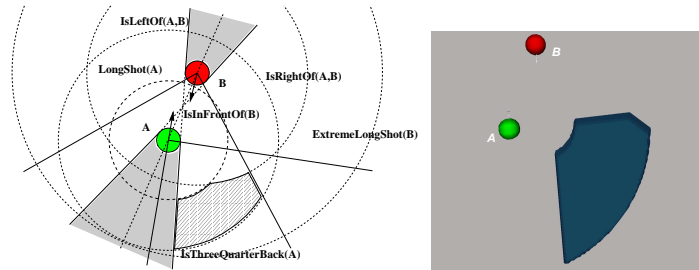 IsLeftOf(A,B)
LongShot(A)
IsRightOf(A,B)
B
IsInFrontOf(B)
A
ExtremeLongShot(B)
IsThreeQuarterBack(A)
B
A